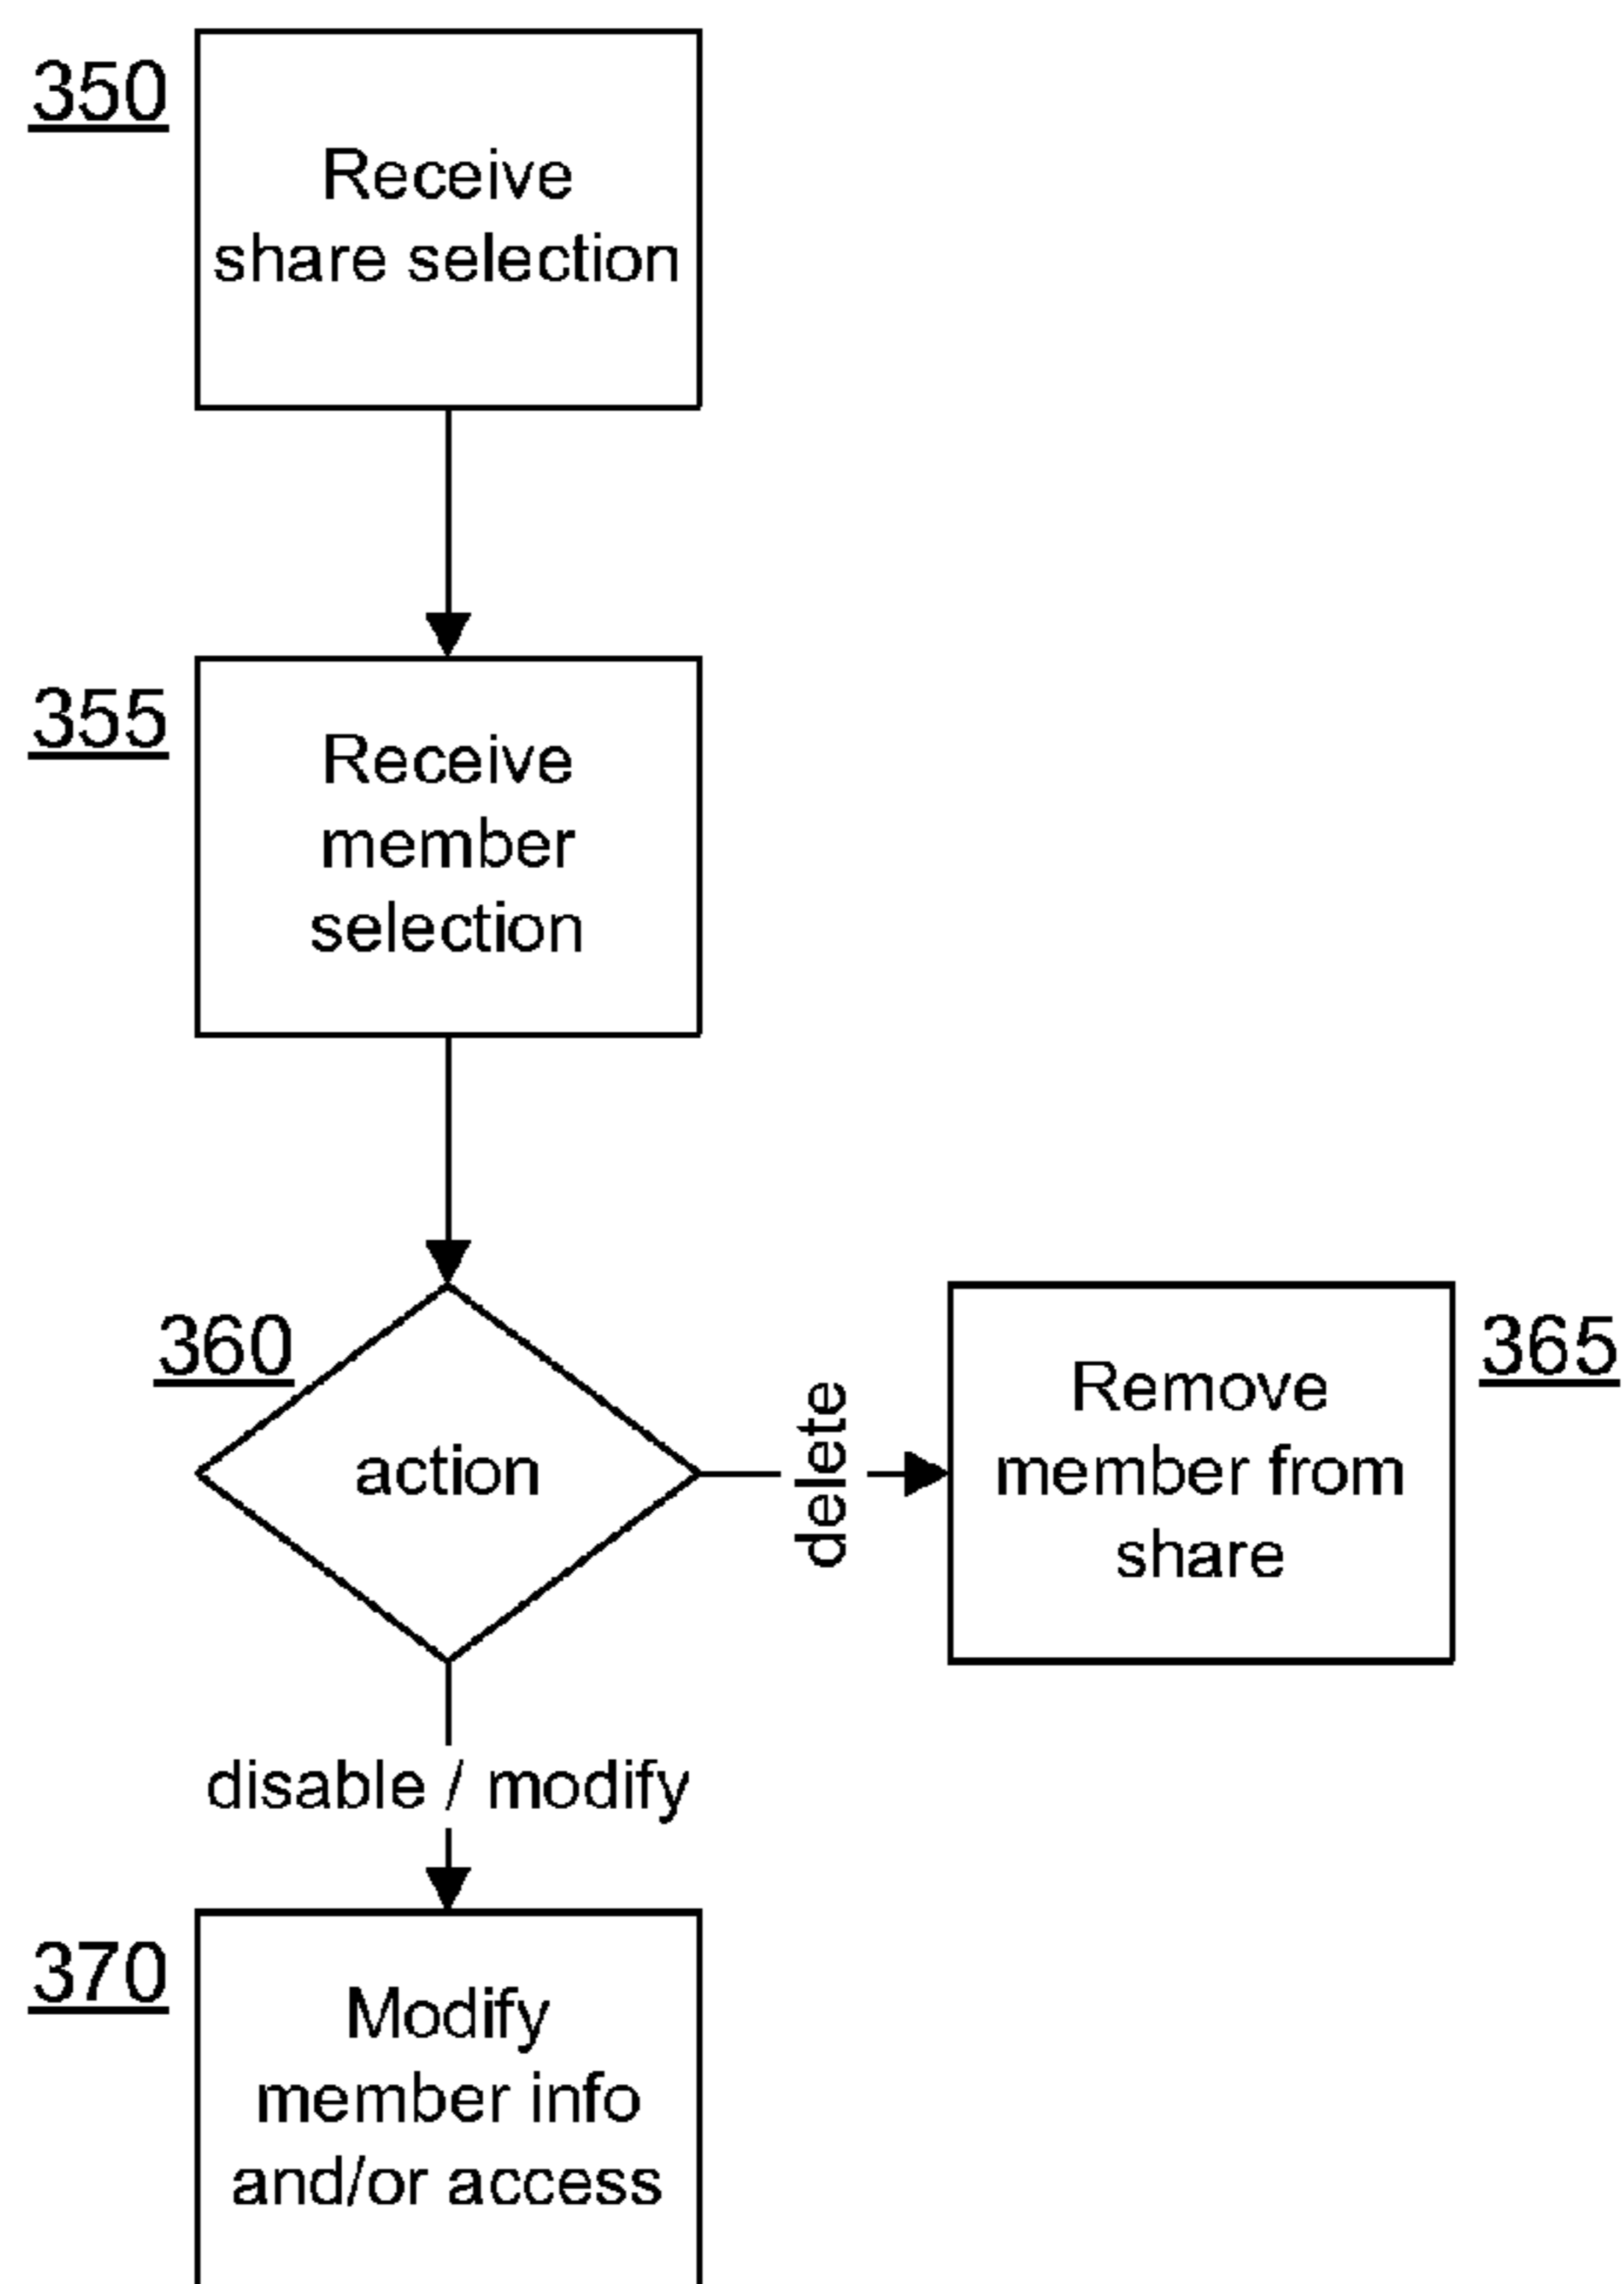 350
Receive
share selection
355
Receive
member
selection
360
action
delete
365
Remove
member from
share
disable / modify
370
Modify
member info
and/or access